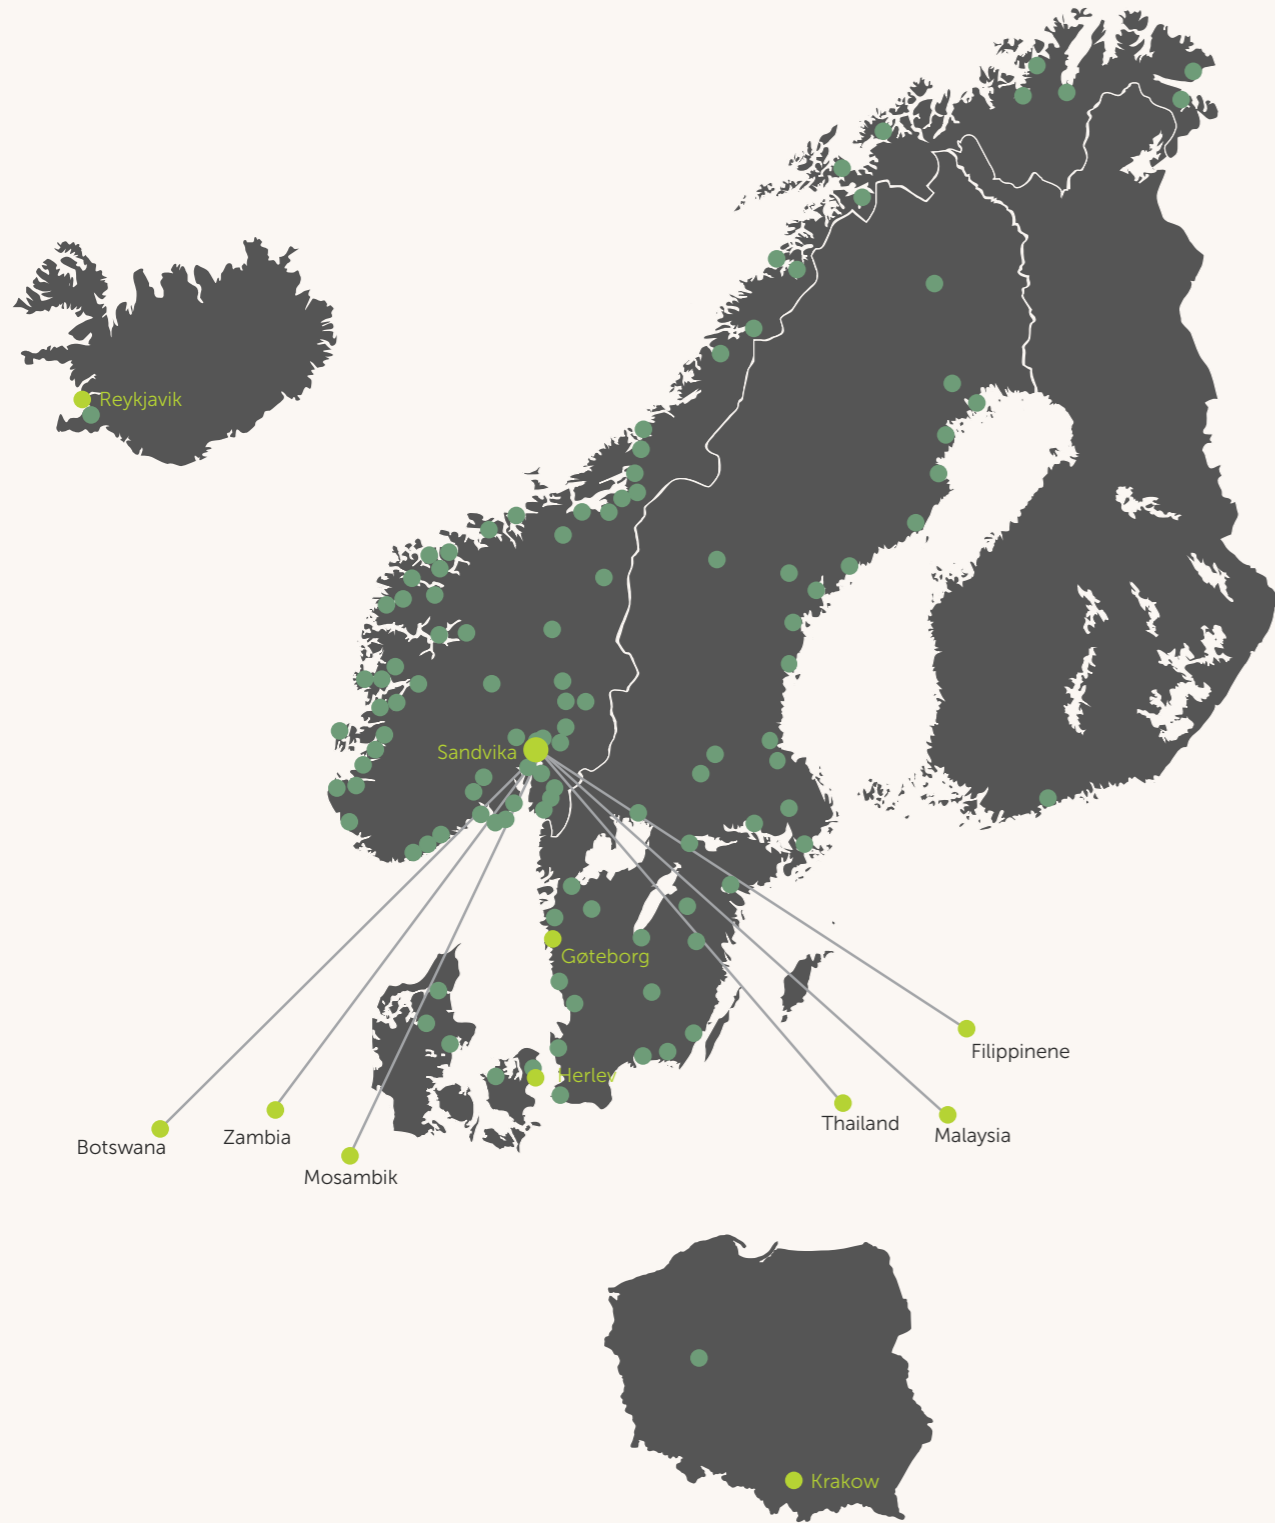 Reykjavik
Sandvika
Gøteborg
Filippinene
Herlev
Thailand
Malaysia
Botswana
Zambia
Mosambik
Krakow